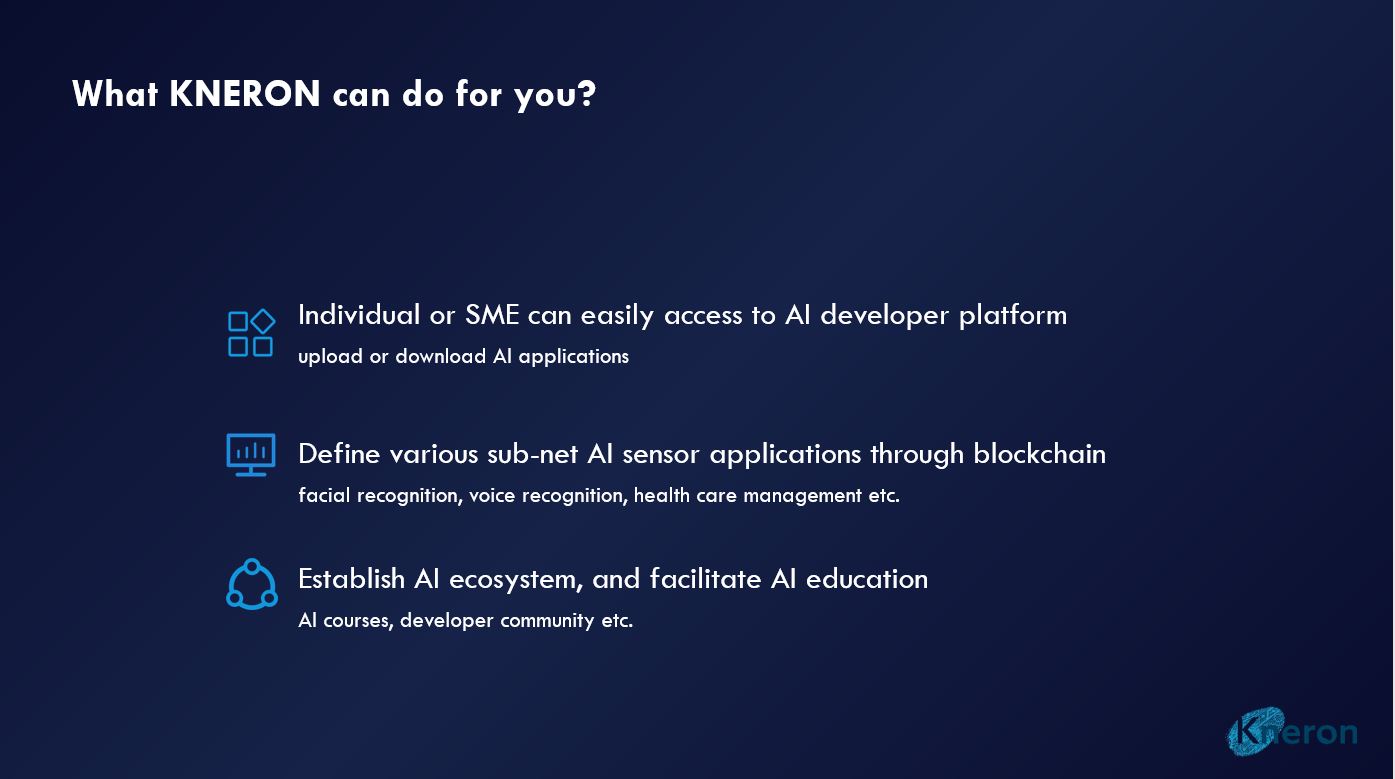 What KNERON can do for you?
Individual or SME can easily access to AI developer platform
upload or download AI applications
Define various sub-net AI sensor applications through blockchain
facial recognition, voice recognition, health care management etc.
Establish AI ecosystem, and facilitate AI education
AI courses, developer community etc.
Kneron